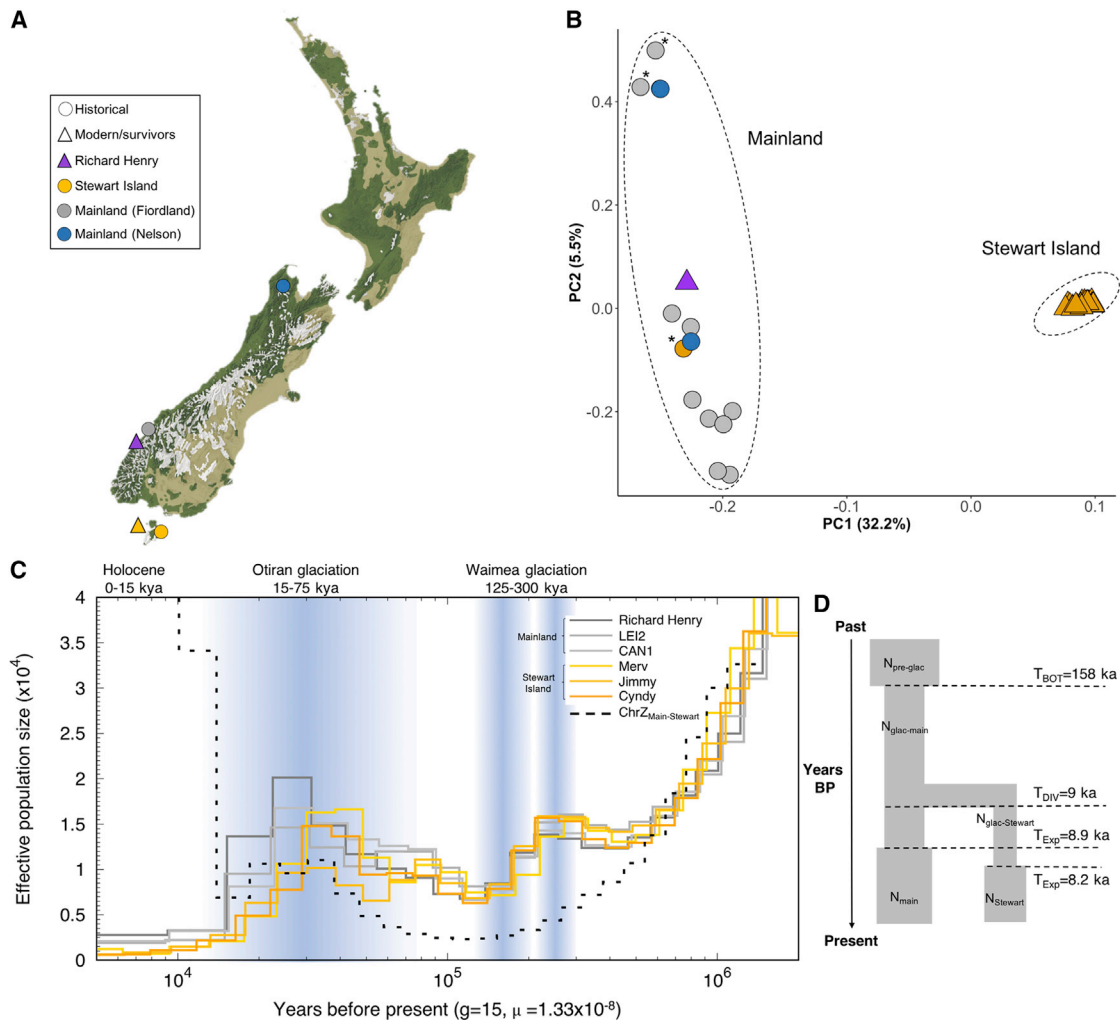 A
Historical
Modern/survivors
Richard Henry
Stewart Island
Mainland (Fiordland)
Mainland (Nelson)
B
PC2 (5.5%)
0.4
0.2
0.0
-0.2
*
*
*
Mainland
Stewart Island
-0.2
-0.1
0.0
0.1
PC1 (32.2%)
C
Holocene
0-15 kya
Otiran glaciation
15-75 kya
Waimea glaciation
125-300 kya
Effective population size (x10⁴)
4
3.5
3
2.5
2
1.5
1
0.5
0
Mainland
Stewart
Island
Richard Henry
LEI2
CAN1
Merv
Jimmy
Cyndy
ChrZMain-Stewart
10⁴
10⁵
10⁶
Years before present (g=15, μ =1.33x10⁻⁸)
D
Past
Years
BP
Present
Npre-glac
TBOT=158 ka
Nglac-main
TDIV=9 ka
Nglac-Stewart
TExp=8.9 ka
TExp=8.2 ka
Nmain
NStewart